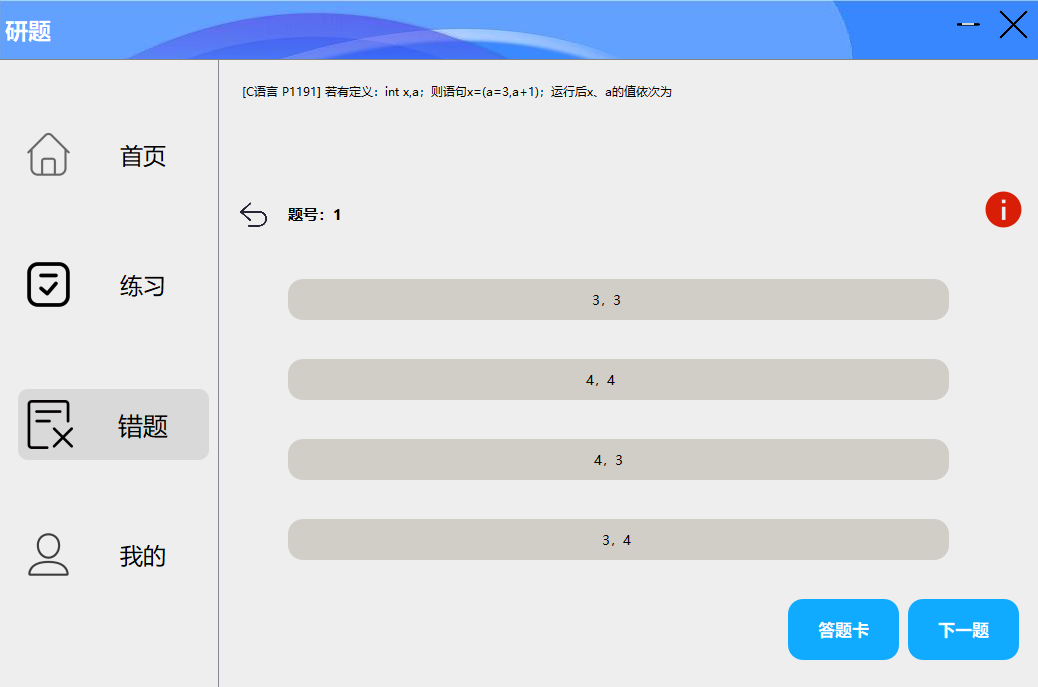 研题
[C语言 P1191] 若有定义：int x,a；则语句x=(a=3,a+1)；运行后x、a的值依次为
首页
题号：1
练习
3，3
4，4
错题
4，3
3，4
我的
答题卡
下一题